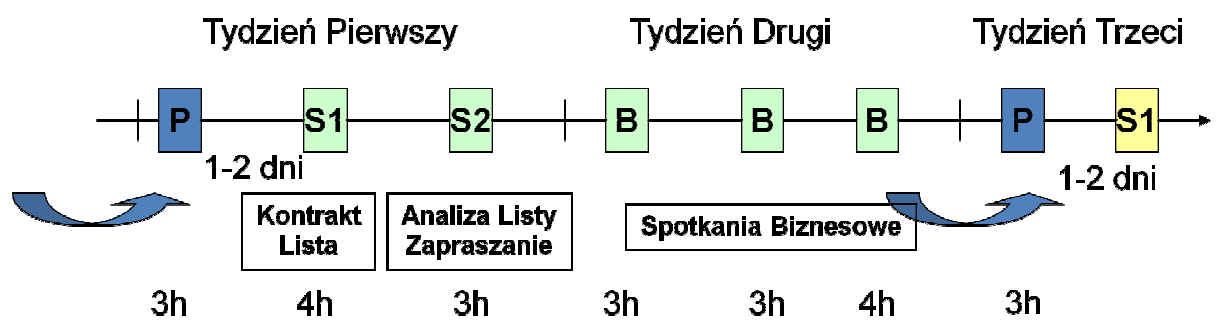 Tydzień Pierwszy Tydzień Drugi Tydzień Trzeci
P S1 S2 B B B P S1
1-2 dni 1-2 dni
Kontrakt
Lista
Analiza Listy
Zapraszanie
Spotkania Biznesowe
3h 4h 3h 3h 3h 4h 3h